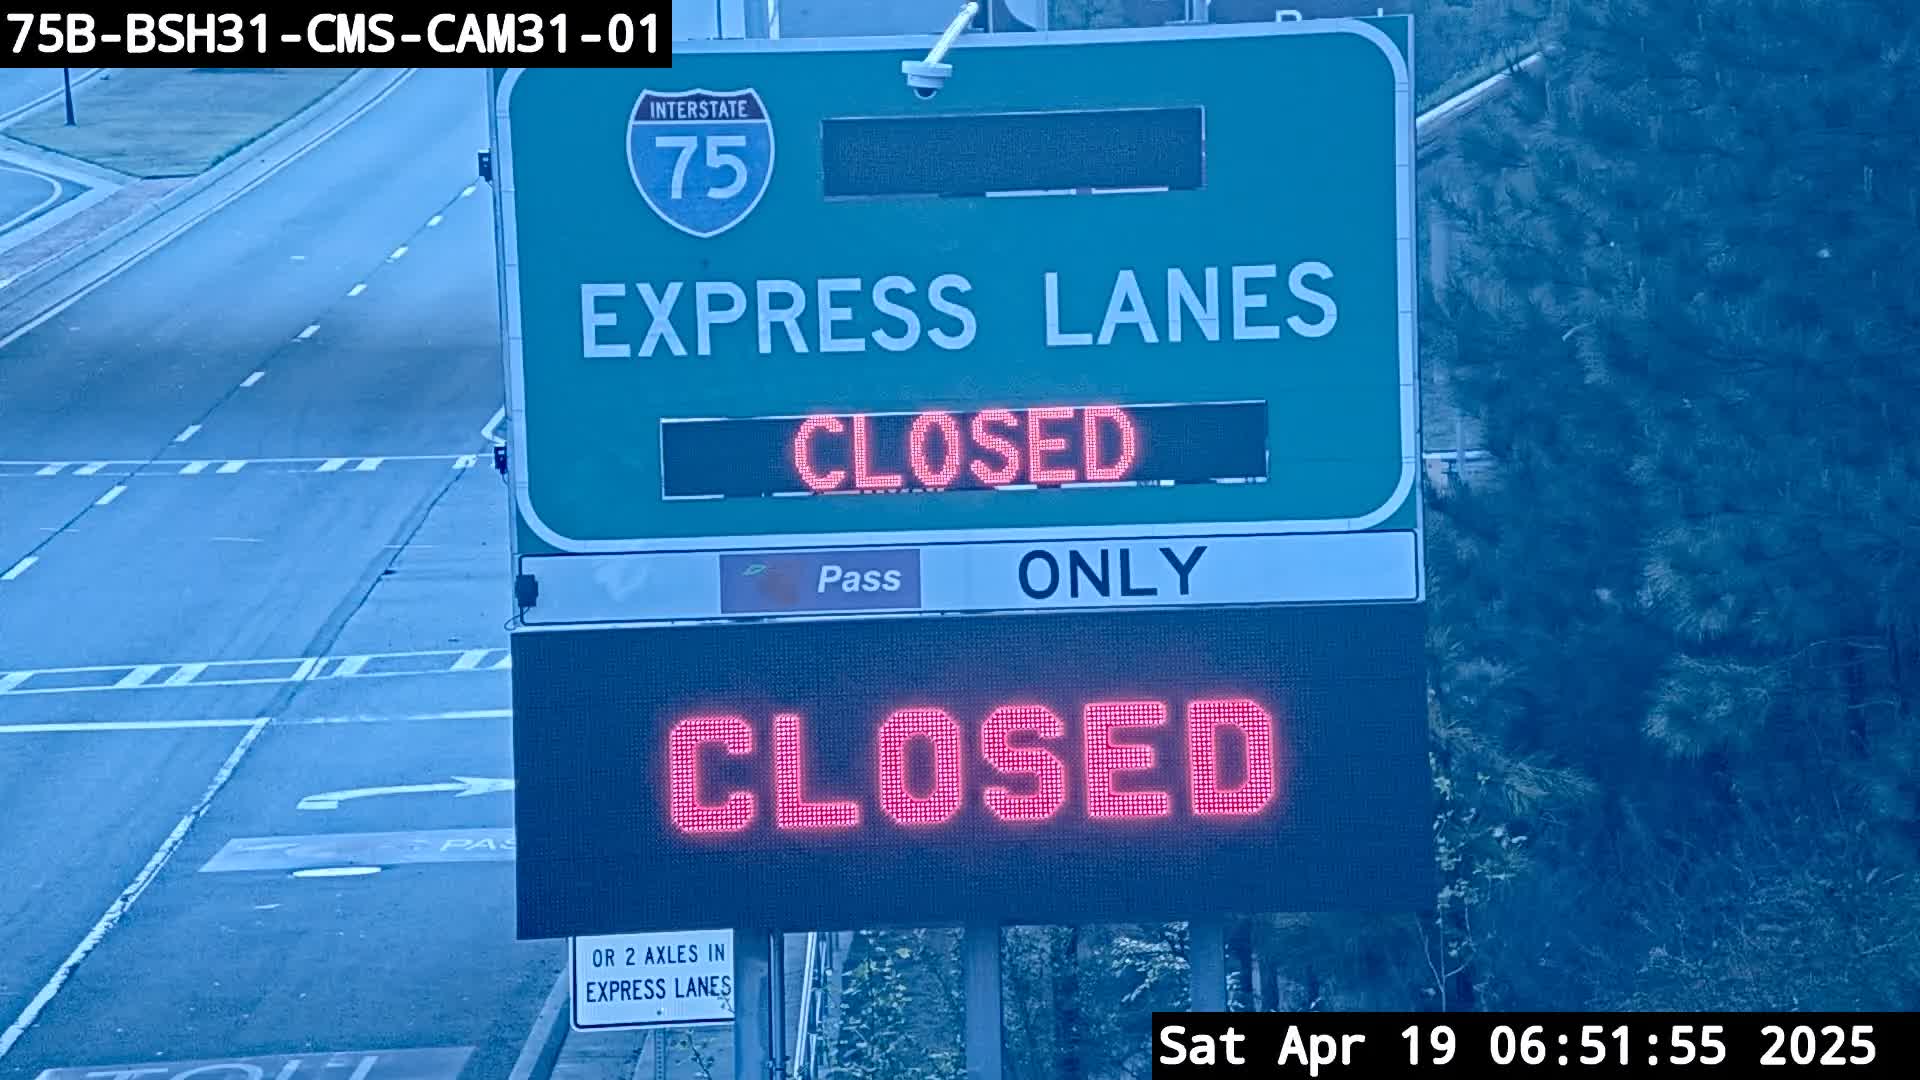 75B-BSH31-CMS-CAM31-01
INTERSTATE
75
EXPRESS LANES
CLOSED
Pass ONLY
CLOSED
OR 2 AXLES IN
EXPRESS LANES
Sat Apr 19 06:51:55 2025